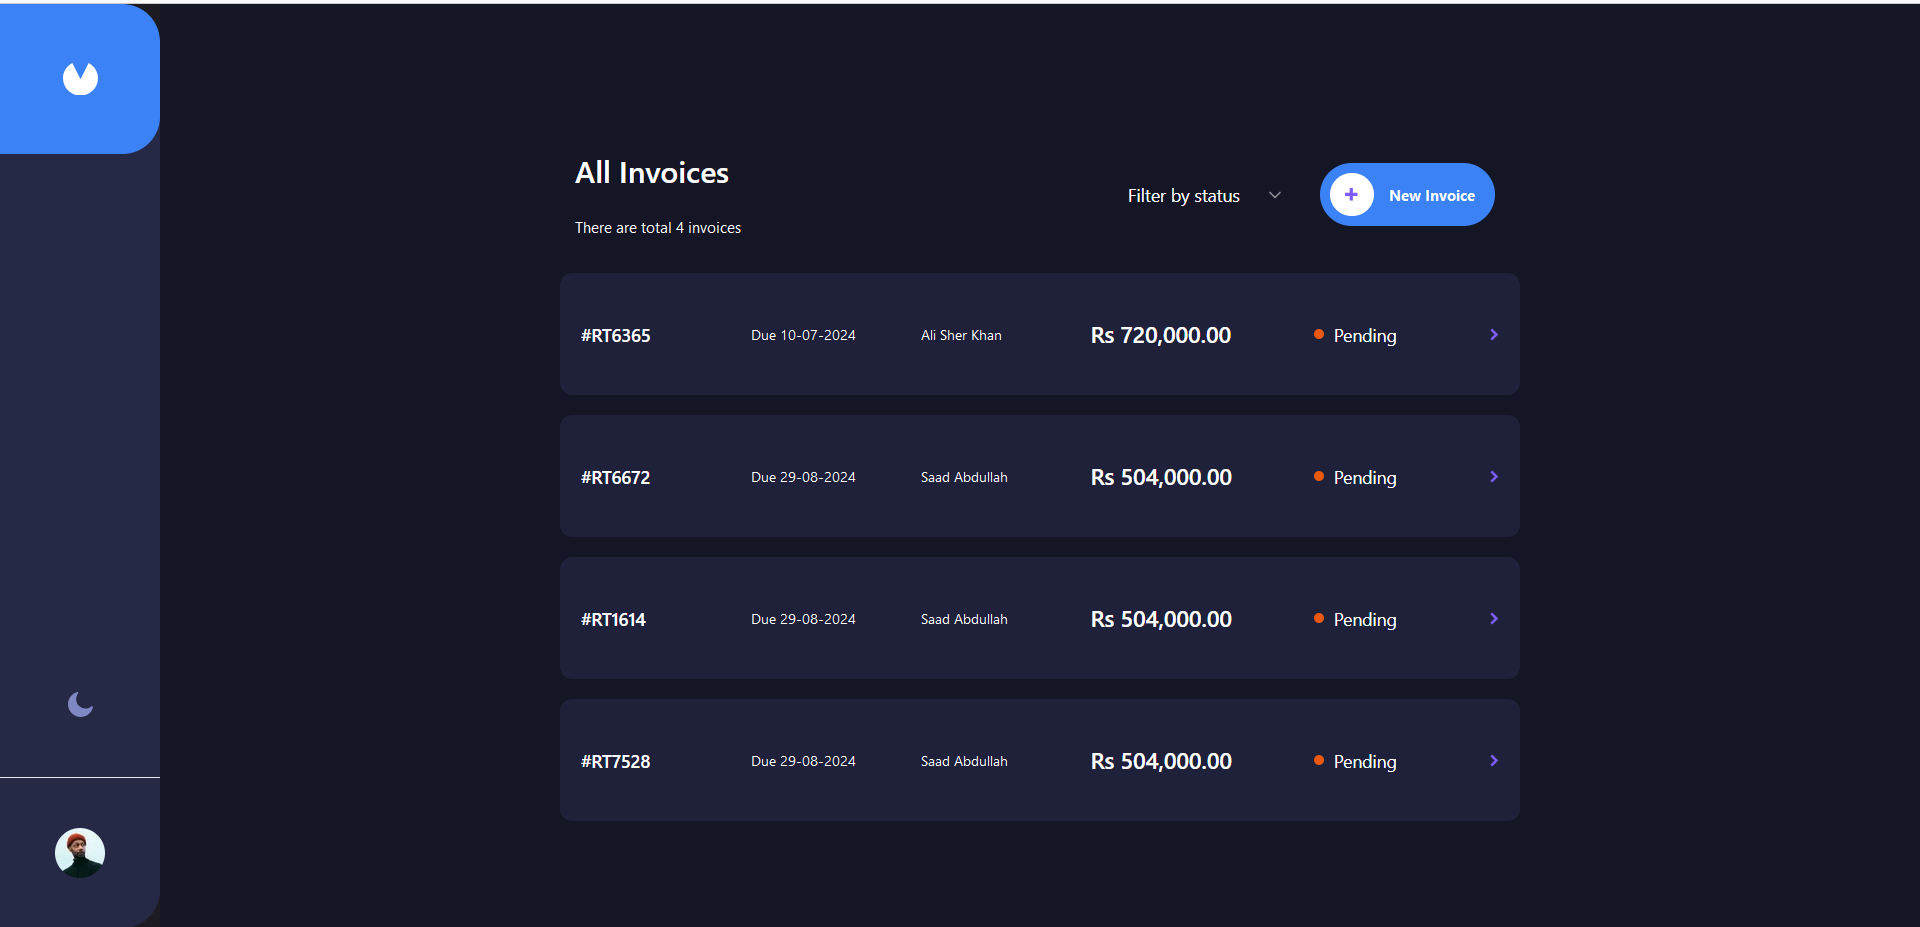 All Invoices
There are total 4 invoices
Filter by status
New Invoice
#RT6365 Due 10-07-2024 Ali Sher Khan Rs 720,000.00 Pending
#RT6672 Due 29-08-2024 Saad Abdullah Rs 504,000.00 Pending
#RT1614 Due 29-08-2024 Saad Abdullah Rs 504,000.00 Pending
#RT7528 Due 29-08-2024 Saad Abdullah Rs 504,000.00 Pending